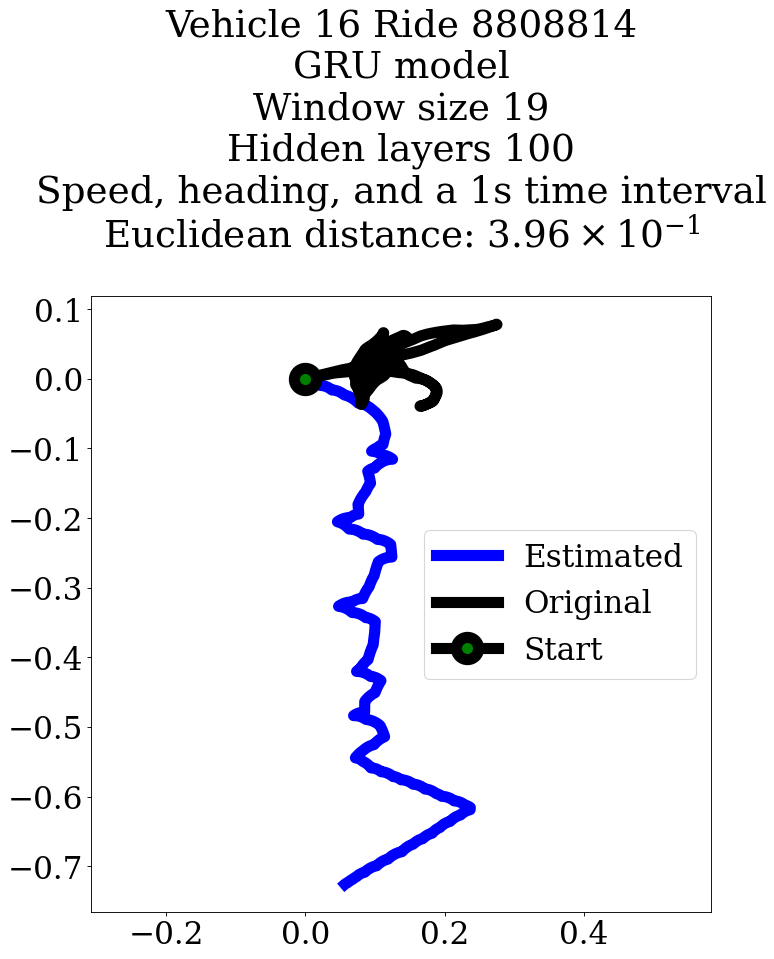 Vehicle 16 Ride 8808814
GRU model
Window size 19
Hidden layers 100
Speed, heading, and a 1s time interval
Euclidean distance: 3.96 × 10⁻¹
0.1
0.0
−0.1
−0.2
−0.3
−0.4
−0.5
−0.6
−0.7
Estimated
Original
Start
−0.2 0.0 0.2 0.4